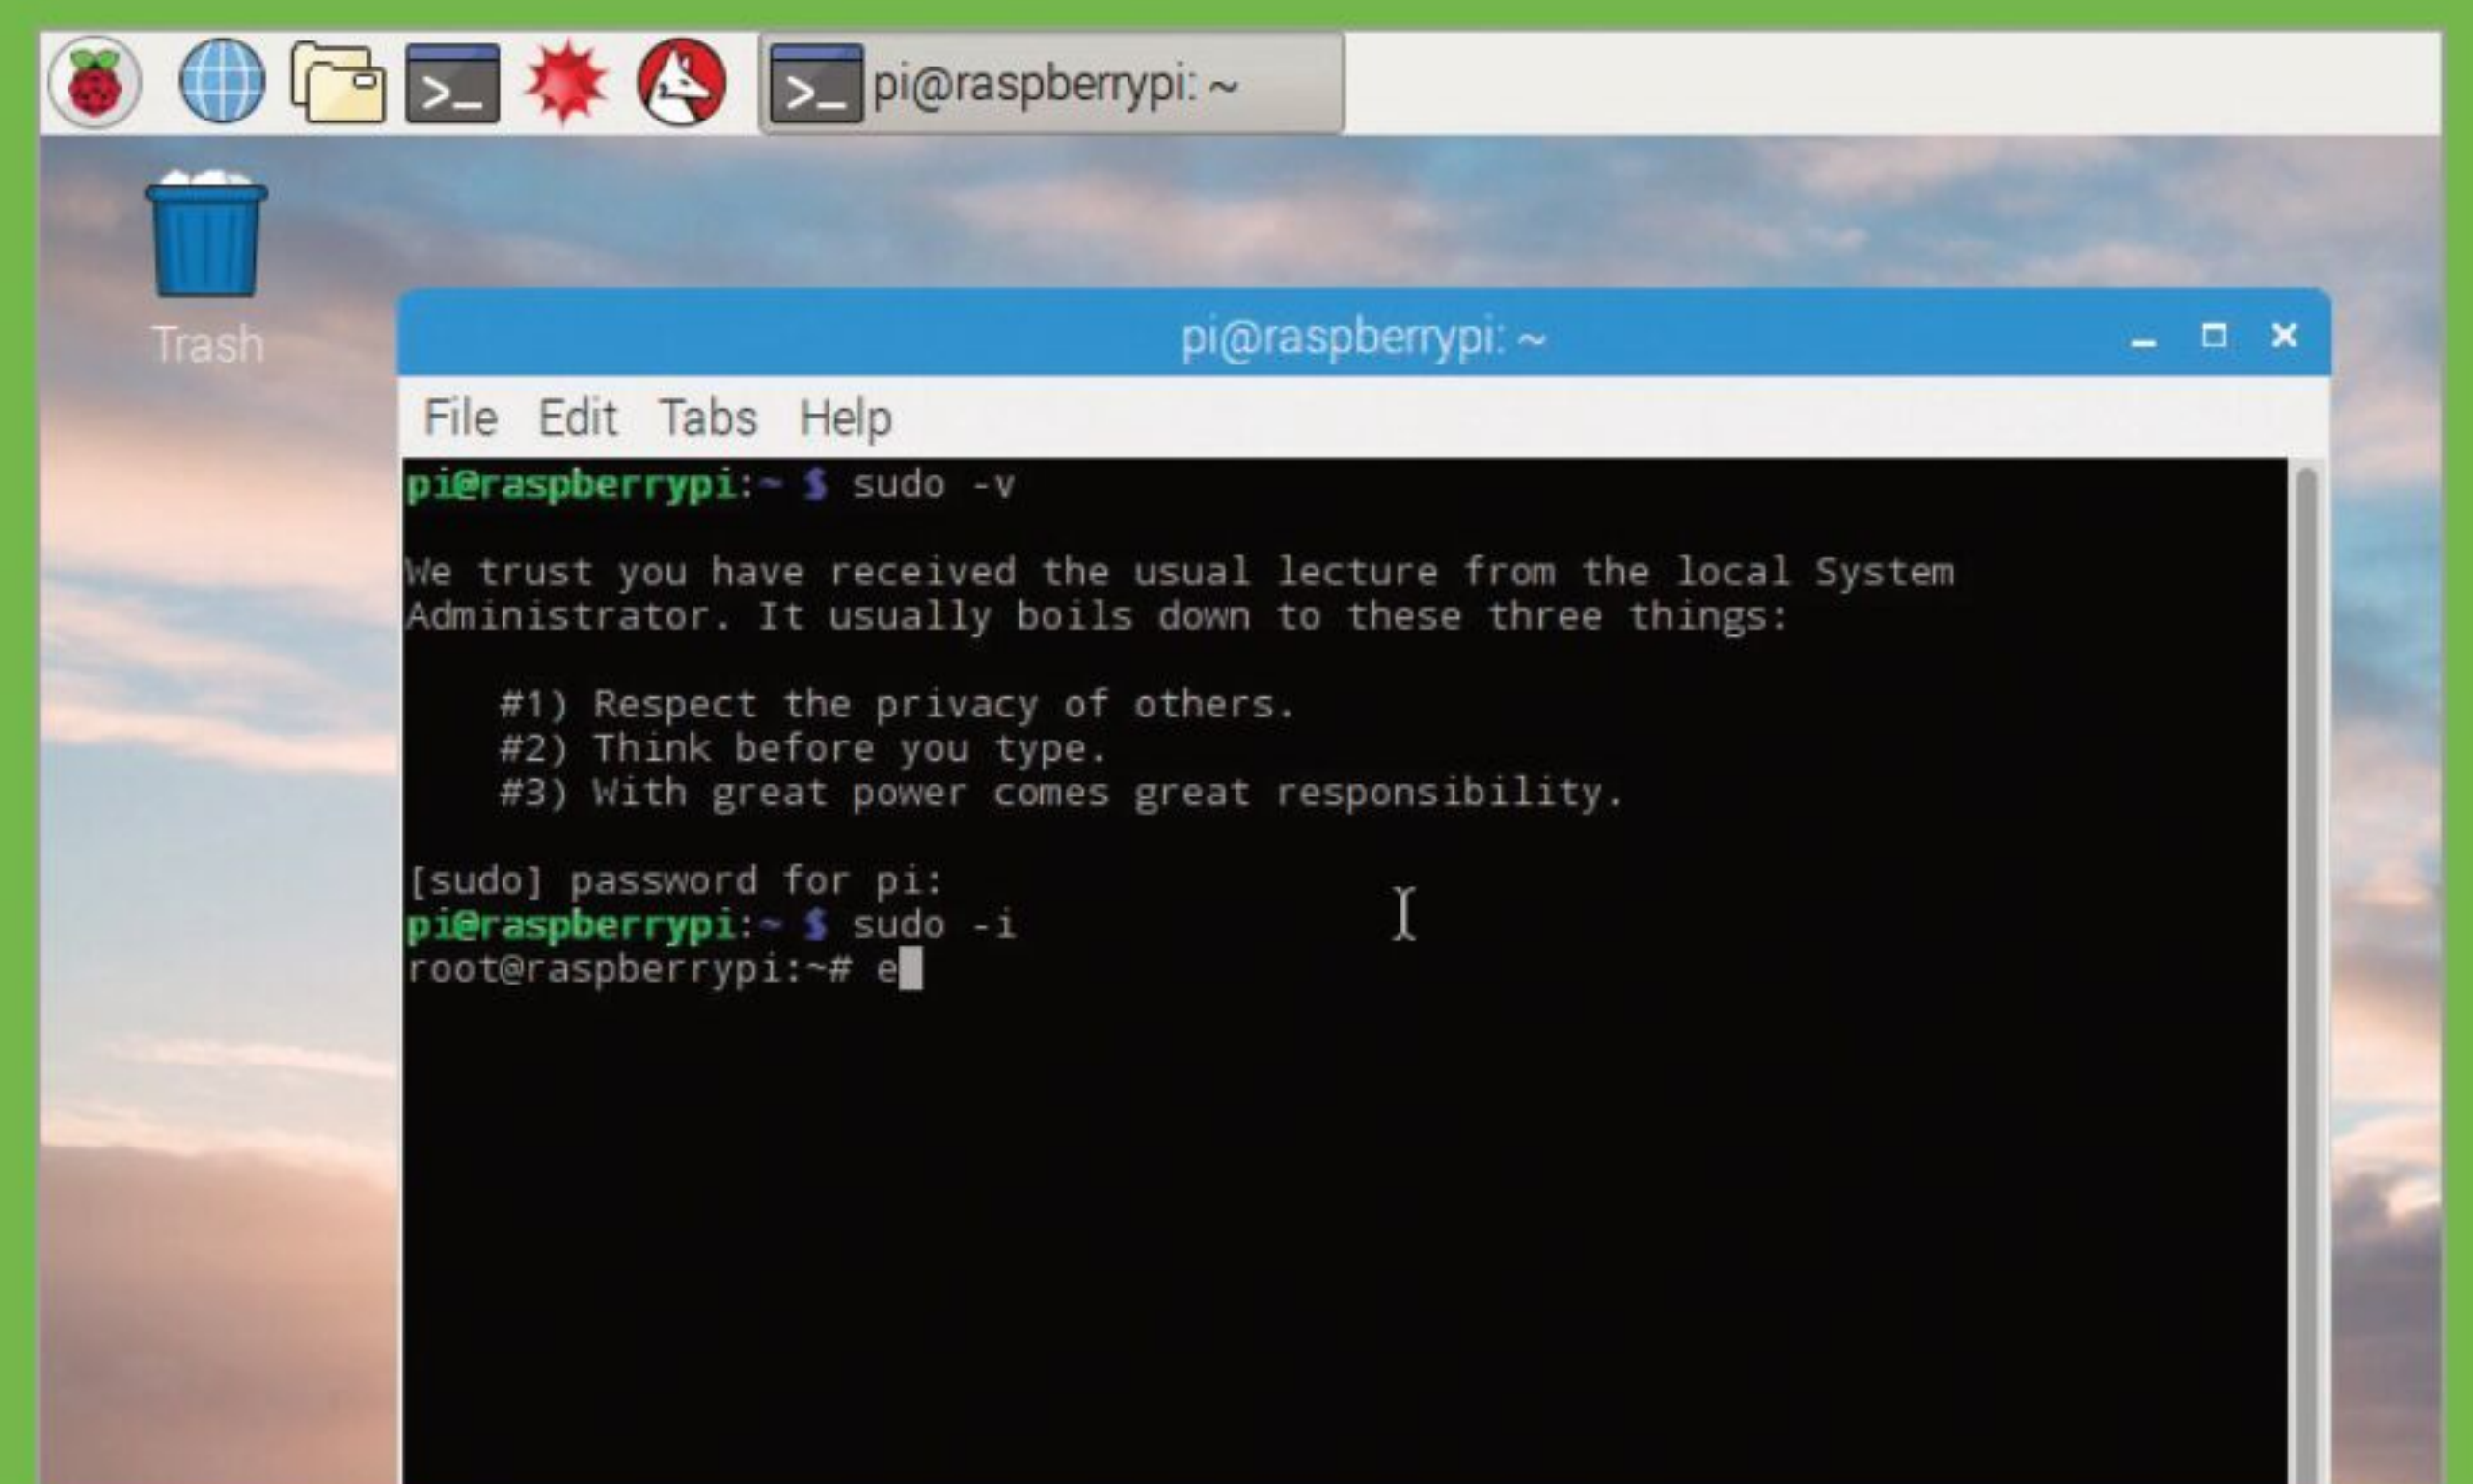 >_ >_ pi@raspberrypi: ~
Trash
pi@raspberrypi: ~
File Edit Tabs Help
pi@raspberrypi:~ $ sudo -v
We trust you have received the usual lecture from the local System
Administrator. It usually boils down to these three things:
#1) Respect the privacy of others.
#2) Think before you type.
#3) With great power comes great responsibility.
[sudo] password for pi:
pi@raspberrypi:~ $ sudo -i
root@raspberrypi:~# e